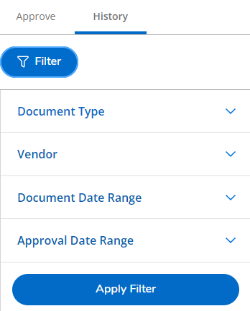 Approve History
Filter
Document Type
Vendor
Document Date Range
Approval Date Range
Apply Filter